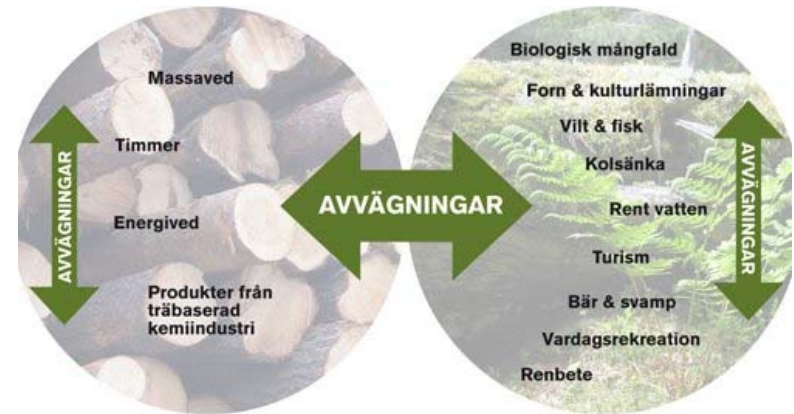 Massaved
Timmer
Energived
Produkter från
träbaserad
kemiindustri
AVVÄGNINGAR
AVVÄGNINGAR
Biologisk mångfald
Forn & kulturlämningar
Vilt & fisk
Kolsänka
Rent vatten
Turism
Bär & svamp
Vardagsrekreation
Renbete
AVVÄGNINGAR